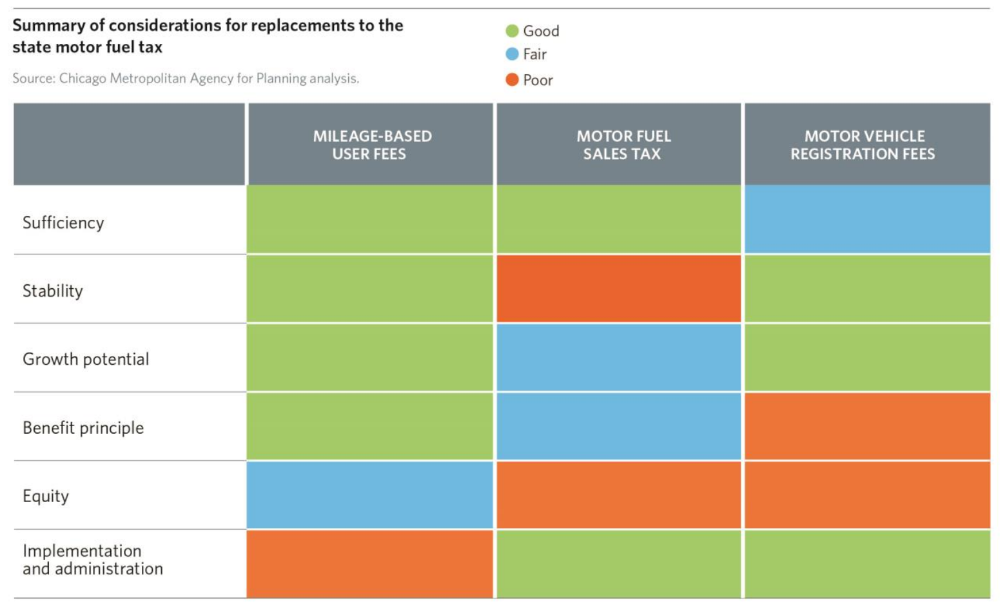 Summary of considerations for replacements to the
state motor fuel tax
Source: Chicago Metropolitan Agency for Planning analysis.
Good
Fair
Poor
MILEAGE-BASED
USER FEES
MOTOR FUEL
SALES TAX
MOTOR VEHICLE
REGISTRATION FEES
Sufficiency
Stability
Growth potential
Benefit principle
Equity
Implementation
and administration